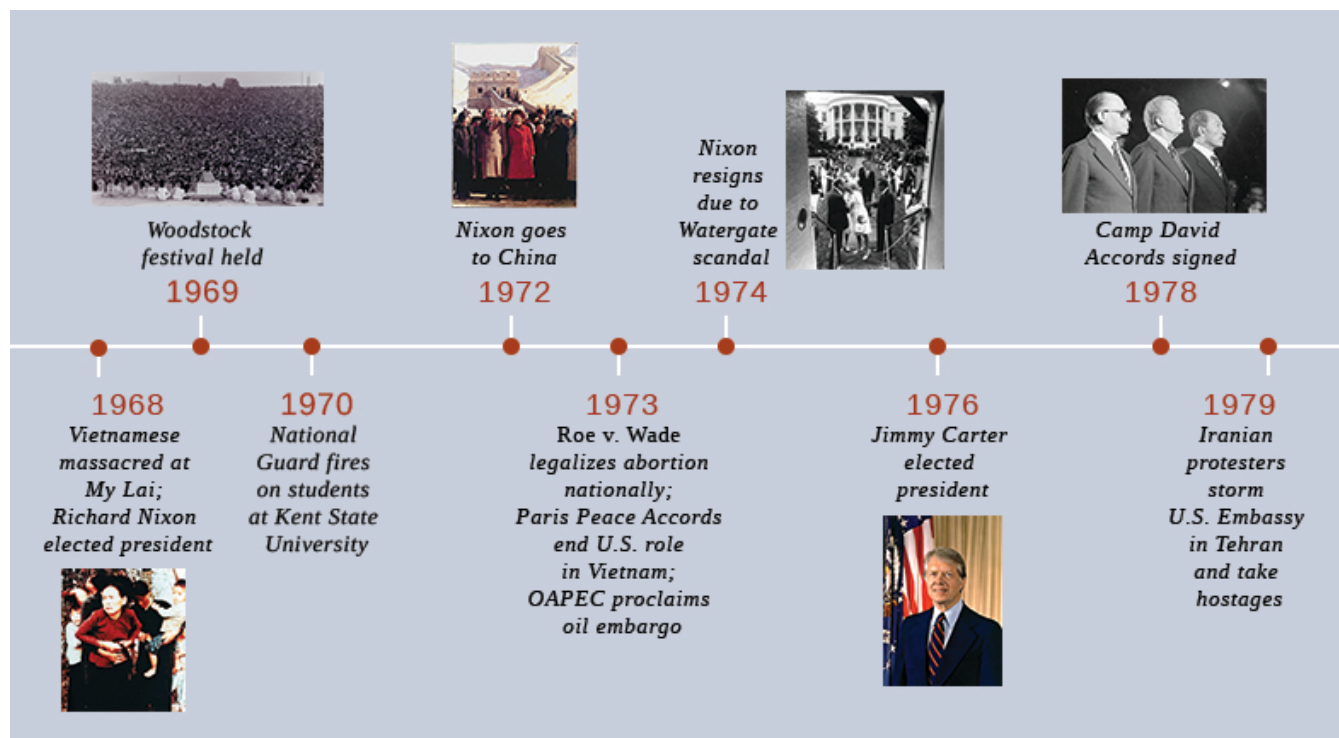 Woodstock
festival held
1969
Nixon goes
to China
1972
Nixon
resigns
due to
Watergate
scandal
1974
Camp David
Accords signed
1978
1968
Vietnamese
massacred at
My Lai;
Richard Nixon
elected president
1970
National
Guard fires
on students
at Kent State
University
1973
Roe v. Wade
legalizes abortion
nationally;
Paris Peace Accords
end U.S. role
in Vietnam;
OAPEC proclaims
oil embargo
1976
Jimmy Carter
elected
president
1979
Iranian
protesters
storm
U.S. Embassy
in Tehran
and take
hostages